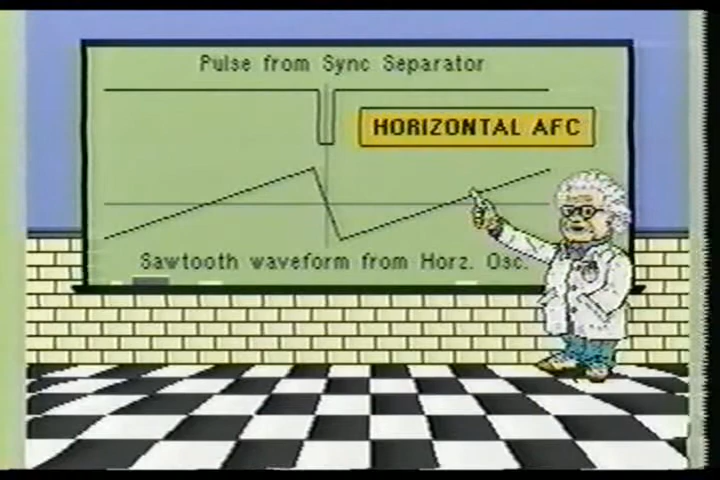 Pulse from Sync Separator
HORIZONTAL AFC
Sawtooth waveform from Horz. Osc.